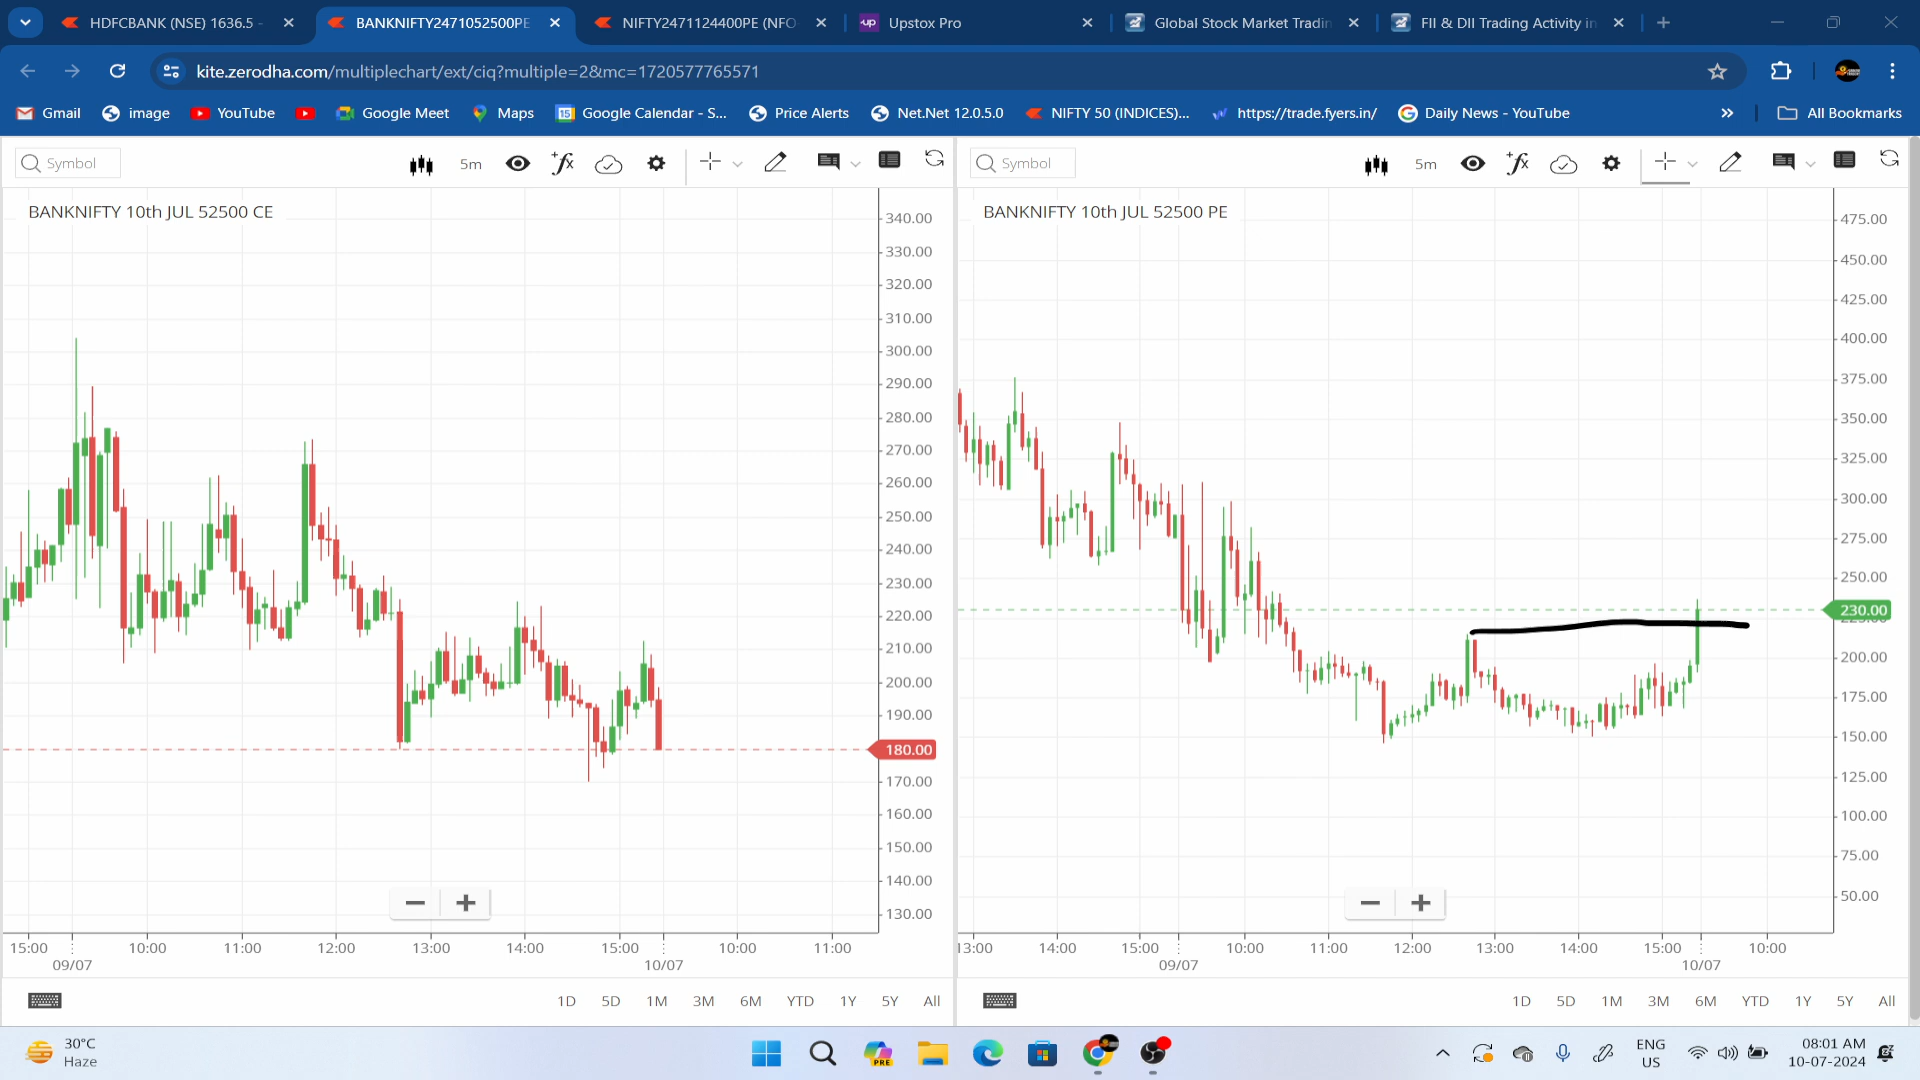 HDFCBANK (NSE) 1636.5 -
BANKNIFTY2471052500PE
NIFTY2471124400PE (NFO
up Upstox Pro
Global Stock Market Tradin
FII & DII Trading Activity in
kite.zerodha.com/multiplechart/ext/ciq?multiple=2&mc=1720577765571
Gmail
image
YouTube
Google Meet
Maps
15 Google Calendar - S...
Price Alerts
Net.Net 12.0.5.0
NIFTY 50 (INDICES)...
https://trade.fyers.in/
Daily News - YouTube
»
All Bookmarks
Symbol
5m
BANKNIFTY 10th JUL 52500 CE
340.00
330.00
320.00
310.00
300.00
290.00
280.00
270.00
260.00
250.00
240.00
230.00
220.00
210.00
200.00
190.00
180.00
170.00
160.00
150.00
140.00
130.00
15:00 10:00 11:00 12:00 13:00 14:00 15:00 10:00 11:00
09/07 10/07
1D 5D 1M 3M 6M YTD 1Y 5Y All
Symbol
5m
BANKNIFTY 10th JUL 52500 PE
475.00
450.00
425.00
400.00
375.00
350.00
325.00
300.00
275.00
250.00
230.00
225.00
200.00
175.00
150.00
125.00
100.00
75.00
50.00
13:00 14:00 15:00 10:00 11:00 12:00 13:00 14:00 15:00 10:00
09/07 10/07
1D 5D 1M 3M 6M YTD 1Y 5Y All
30°C
Haze
PRE
ENG
US
08:01 AM
10-07-2024